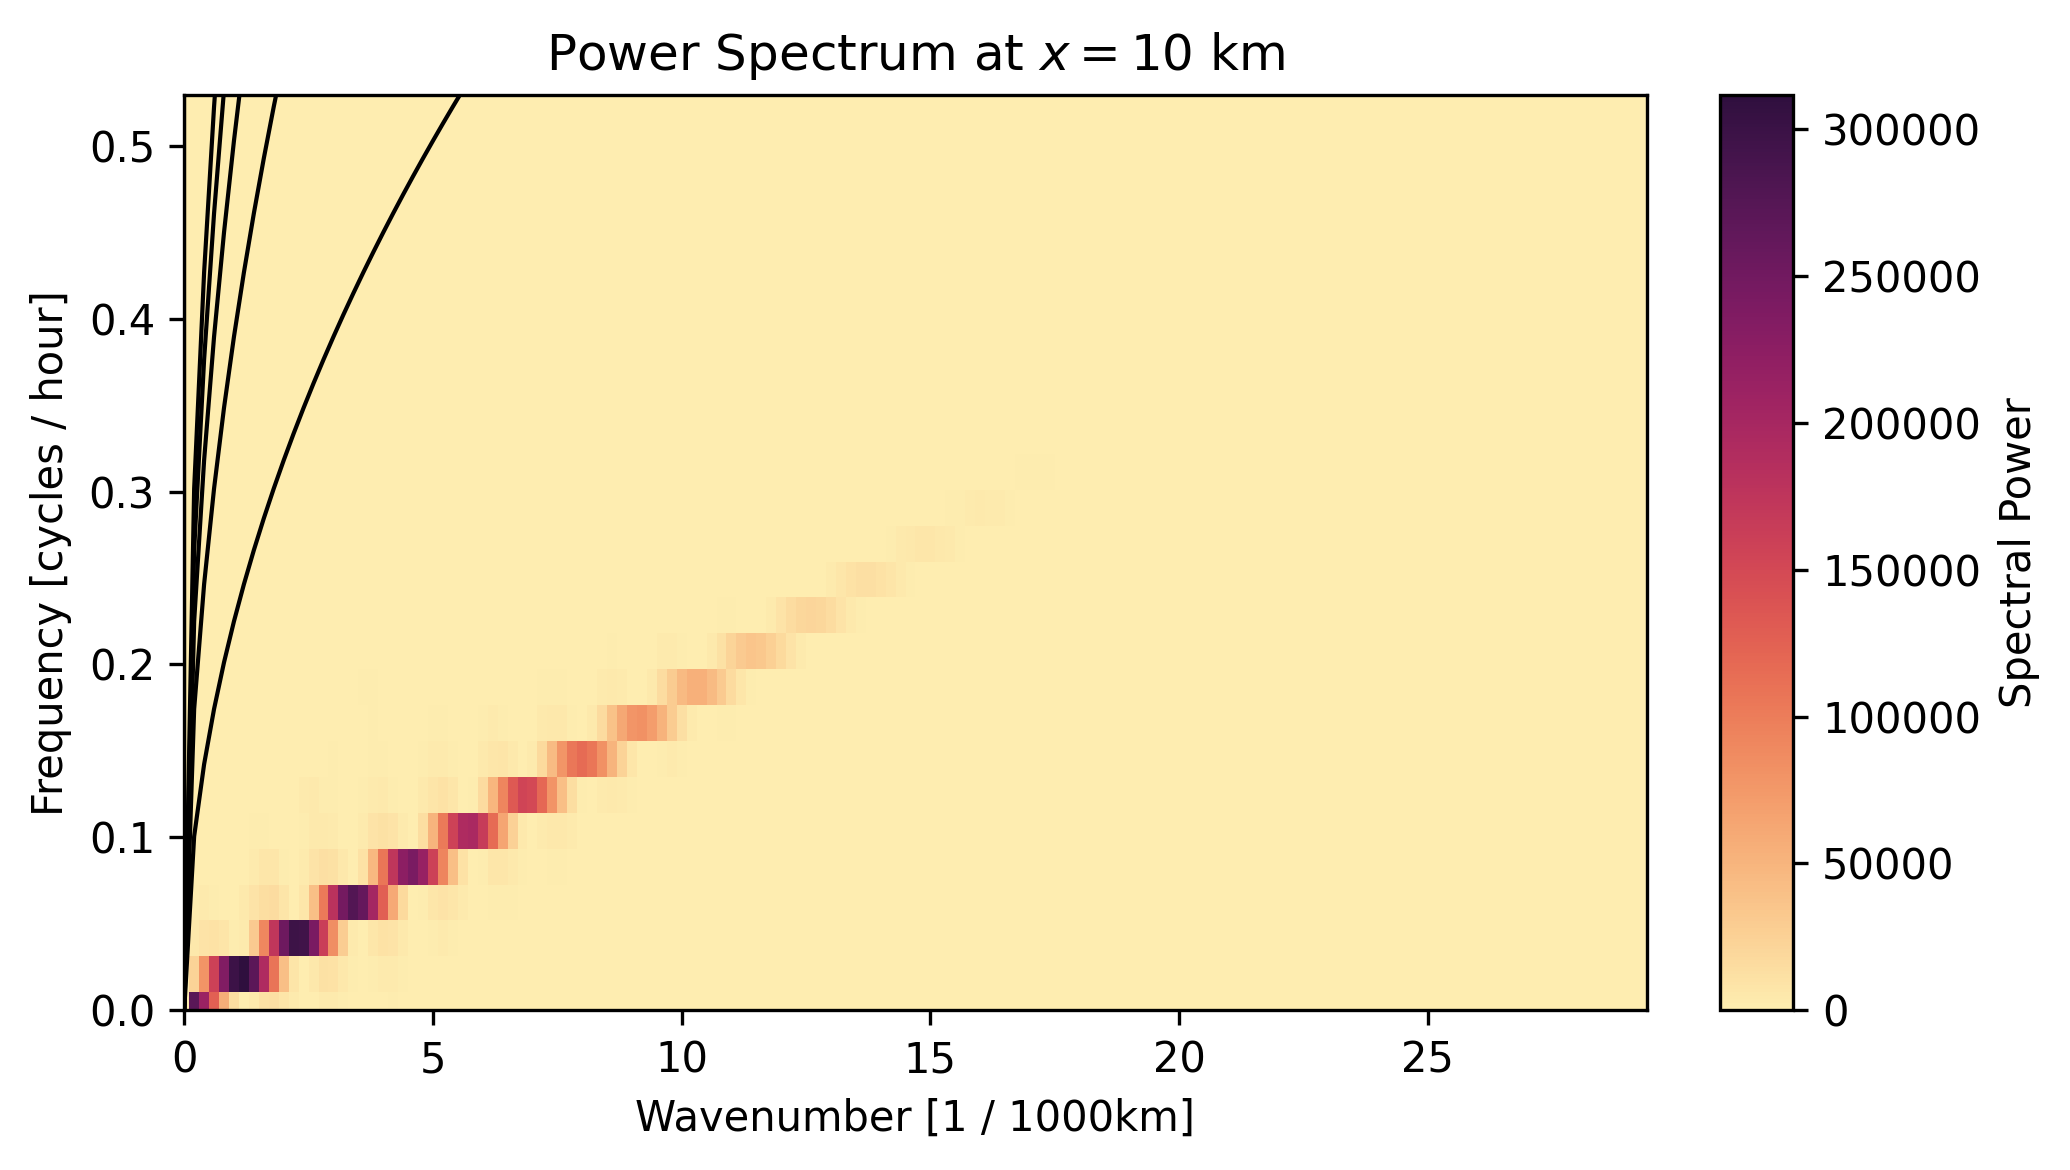 Power Spectrum at x = 10 km
Frequency [cycles / hour]
0.5
0.4
0.3
0.2
0.1
0.0
0 5 10 15 20 25
Wavenumber [1 / 1000km]
300000
250000
200000
150000
100000
50000
0
Spectral Power